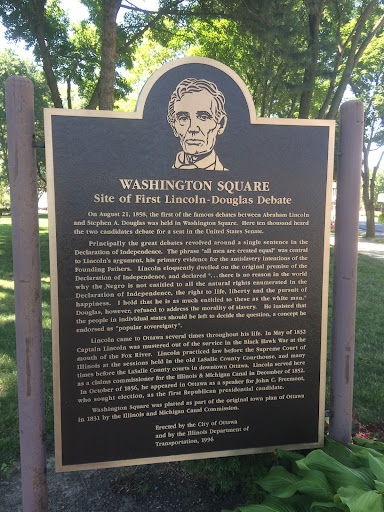 WASHINGTON SQUARE
Site of First Lincoln-Douglas Debate
On August 21, 1858, the first of the famous debates between Abraham Lincoln
and Stephen A. Douglas was held in Washington Square. Here ten thousand heard
the two candidates debate for a seat in the United States Senate.
Principally the great debates revolved around a single sentence in the
Declaration of Independence. The phrase "all men are created equal" was central
to Lincoln's argument, his primary evidence for the antislavery intentions of the
Founding Fathers. Lincoln eloquently dwelled on the original premise of the
Declaration of Independence, and declared "...there is no reason in the world
why the Negro is not entitled to all the natural rights enumerated in the
Declaration of Independence, the right to life, liberty and the pursuit of
happiness. I hold that he is as much entitled to these as the white man."
Douglas, however, refused to address the morality of slavery. He insisted that
the people in individual states should be left to decide the question, a concept he
endorsed as "popular sovereignty".
Lincoln came to Ottawa several times throughout his life. In May of 1832
Captain Lincoln was mustered out of the service in the Black Hawk War at the
mouth of the Fox River. Lincoln practiced law before the Supreme Court of
Illinois at the sessions held in the old LaSalle County Courthouse, and many
times before the LaSalle County courts in downtown Ottawa. Lincoln served here
as a claims commissioner for the Illinois & Michigan Canal in December of 1852.
In October of 1856, he appeared in Ottawa as a speaker for John C. Freemont,
who sought election, as the first Republican presidential candidate.
Washington Square was platted as part of the original town plan of Ottawa
in 1831 by the Illinois and Michigan Canal Commission.
Erected by the City of Ottawa
and by the Illinois Department of
Transportation, 1996